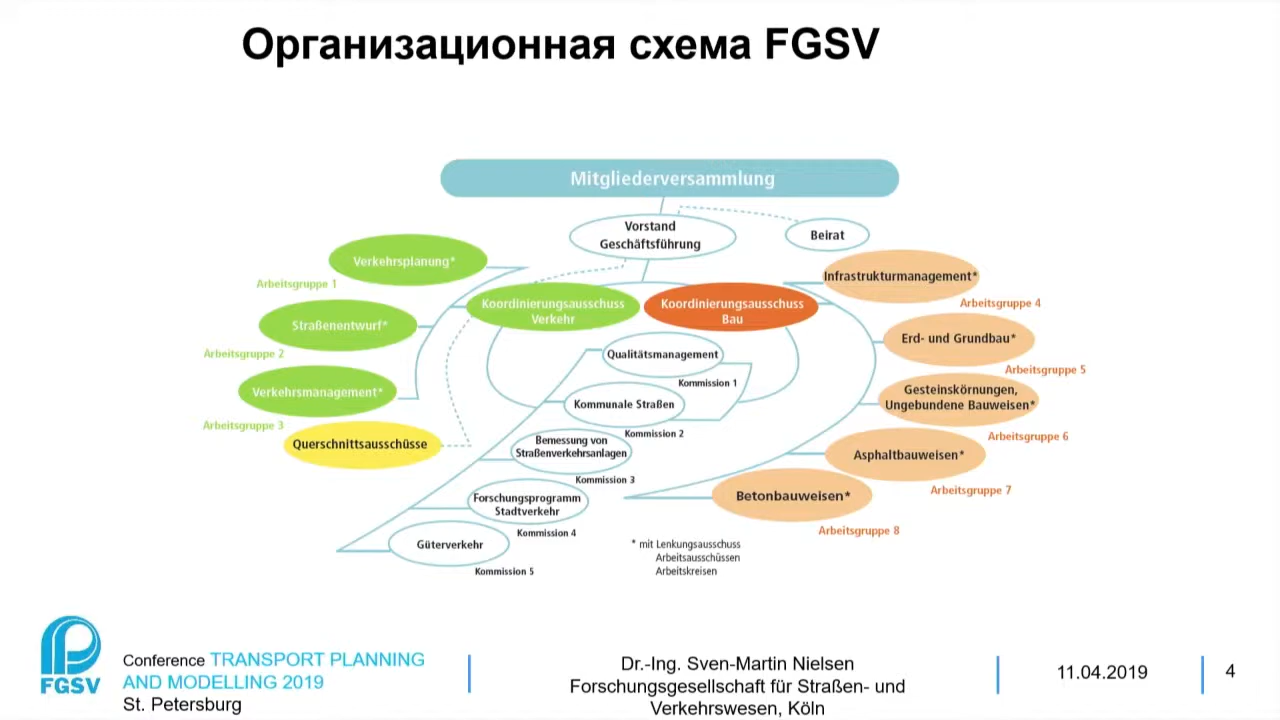 Организационная схема FGSV
Mitgliederversammlung
Vorstand
Geschäftsführung
Beirat
Verkehrsplanung*
Arbeitsgruppe 1
Straßenentwurf*
Arbeitsgruppe 2
Verkehrsmanagement*
Arbeitsgruppe 3
Querschnittsausschüsse
Koordinierungsausschuss
Verkehr
Koordinierungsausschuss
Bau
Qualitätsmanagement
Kommission 1
Kommunale Straßen
Kommission 2
Bemessung von
Straßenverkehrsanlagen
Kommission 3
Forschungsprogramm
Stadtverkehr
Kommission 4
Güterverkehr
Kommission 5
Infrastrukturmanagement*
Arbeitsgruppe 4
Erd- und Grundbau*
Arbeitsgruppe 5
Gesteinskörnungen,
Ungebundene Bauweisen*
Arbeitsgruppe 6
Asphaltbauweisen*
Arbeitsgruppe 7
Betonbauweisen*
Arbeitsgruppe 8
* mit Lenkungsausschuss
Arbeitsausschüssen
Arbeitskreisen
FGSV
Conference TRANSPORT PLANNING
AND MODELLING 2019
St. Petersburg
Dr.-Ing. Sven-Martin Nielsen
Forschungsgesellschaft für Straßen- und
Verkehrswesen, Köln
11.04.2019
4